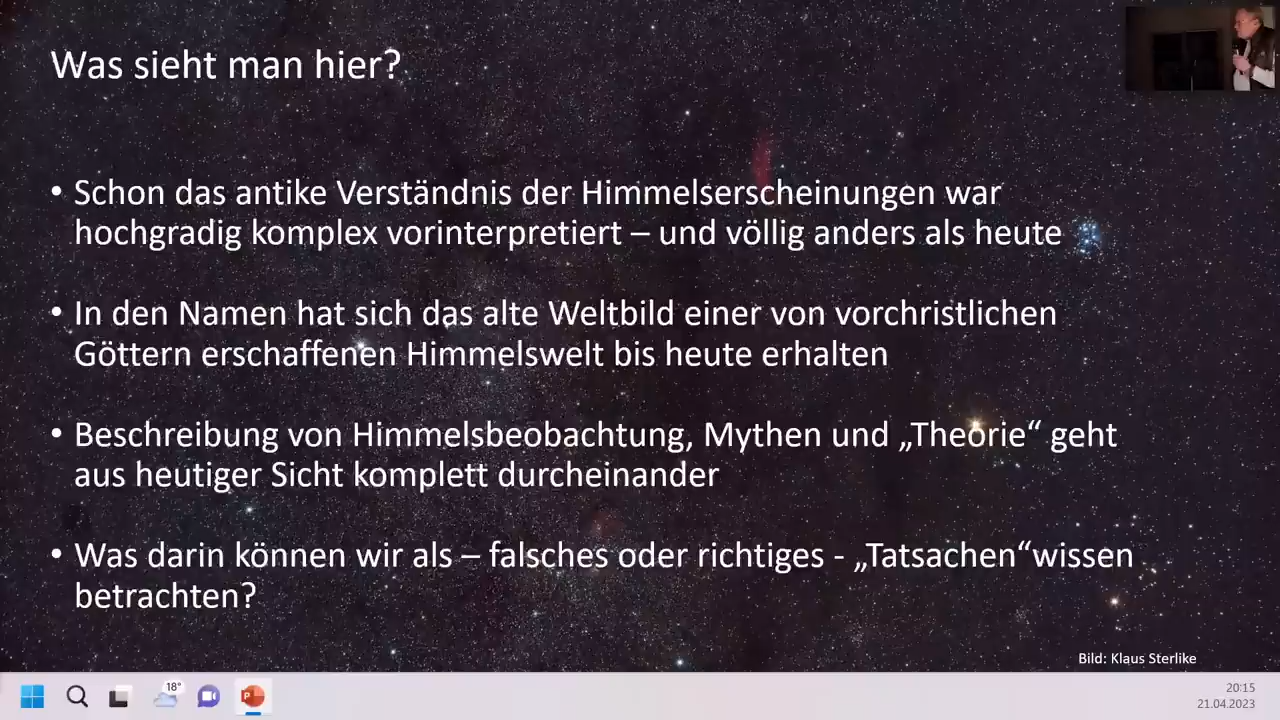 Was sieht man hier?
• Schon das antike Verständnis der Himmelserscheinungen war
hochgradig komplex vorinterpretiert – und völlig anders als heute
• In den Namen hat sich das alte Weltbild einer von vorchristlichen
Göttern erschaffenen Himmelswelt bis heute erhalten
• Beschreibung von Himmelsbeobachtung, Mythen und „Theorie“ geht
aus heutiger Sicht komplett durcheinander
• Was darin können wir als – falsches oder richtiges - „Tatsachen“wissen
betrachten?
Bild: Klaus Sterlike
18°
P
20:15
21.04.2023